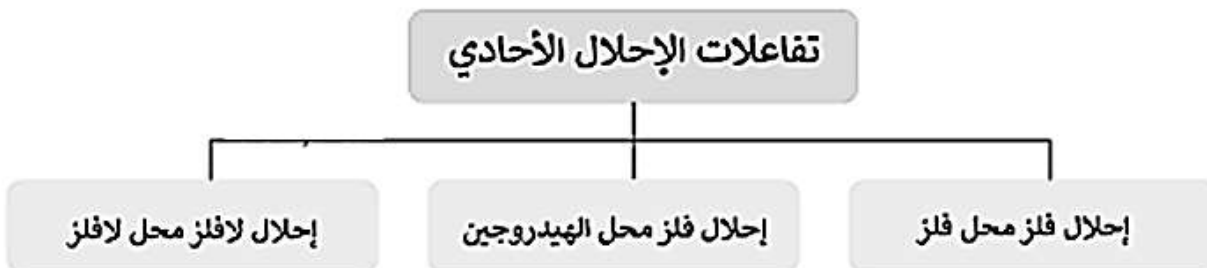 تفاعلات الإحلال الأحادي
إحلال فلز محل فلز
إحلال فلز محل الهيدروجين
إحلال لافلز محل لافلز